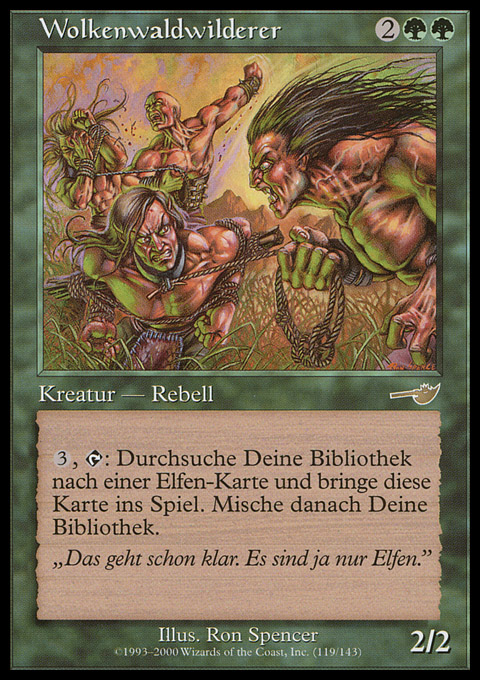 Wolkenwaldwilderer 2
Kreatur — Rebell
3, : Durchsuche Deine Bibliothek
nach einer Elfen-Karte und bringe diese
Karte ins Spiel. Mische danach Deine
Bibliothek.
„Das geht schon klar. Es sind ja nur Elfen.”
Illus. Ron Spencer
©1993–2000 Wizards of the Coast, Inc. (119/143)
2/2